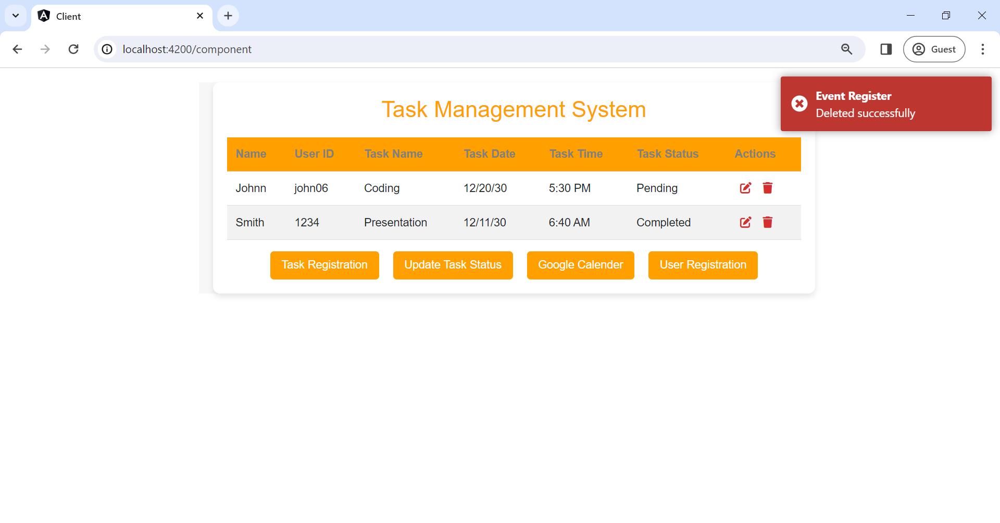 Client
localhost:4200/component
Guest
Event Register
Deleted successfully
Task Management System
Name User ID Task Name Task Date Task Time Task Status Actions
Johnn john06 Coding 12/20/30 5:30 PM Pending
Smith 1234 Presentation 12/11/30 6:40 AM Completed
Task Registration Update Task Status Google Calender User Registration